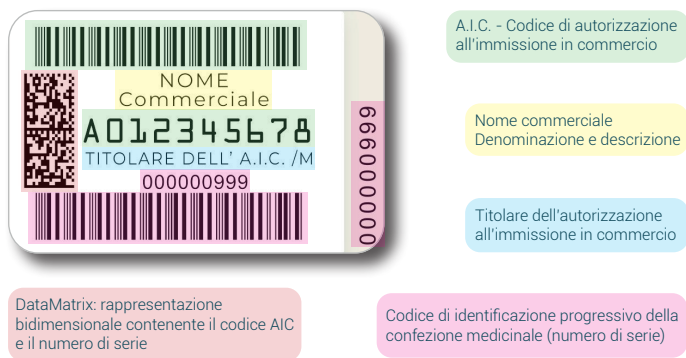 NOME
Commerciale
A012345678
TITOLARE DELL' A.I.C. /M
000000999
000000999
A.I.C. - Codice di autorizzazione
all'immissione in commercio
Nome commerciale
Denominazione e descrizione
Titolare dell'autorizzazione
all'immissione in commercio
DataMatrix: rappresentazione
bidimensionale contenente il codice AIC
e il numero di serie
Codice di identificazione progressivo della
confezione medicinale (numero di serie)